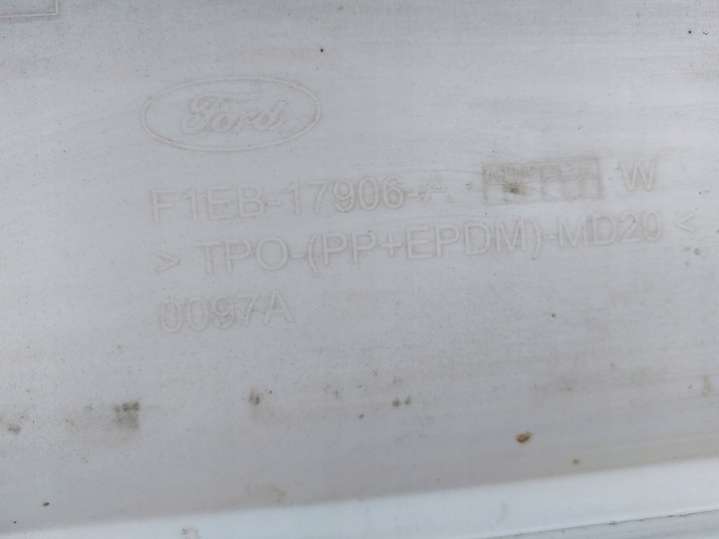 Ford
F1EB-17906-A W
> TPO-(PP+EPDM)-MD20 <
0097A